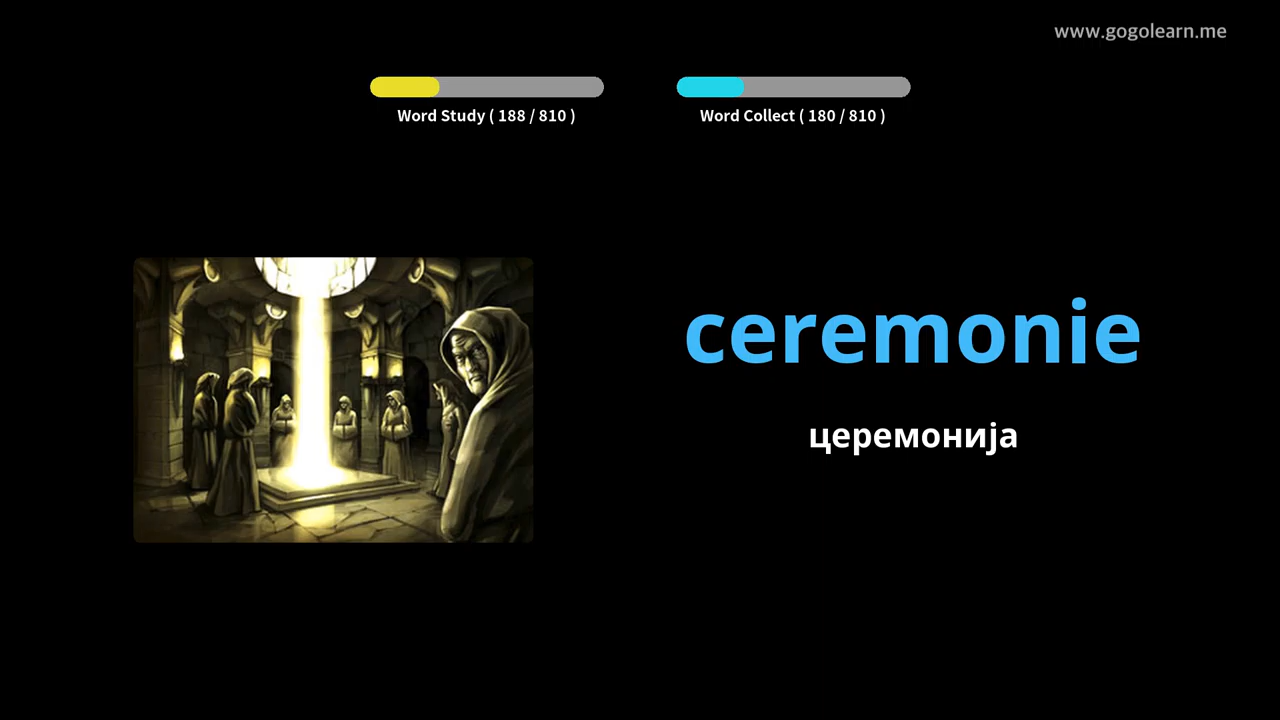 www.gogolearn.me
Word Study ( 188 / 810 )
Word Collect ( 180 / 810 )
ceremonie
церемонија